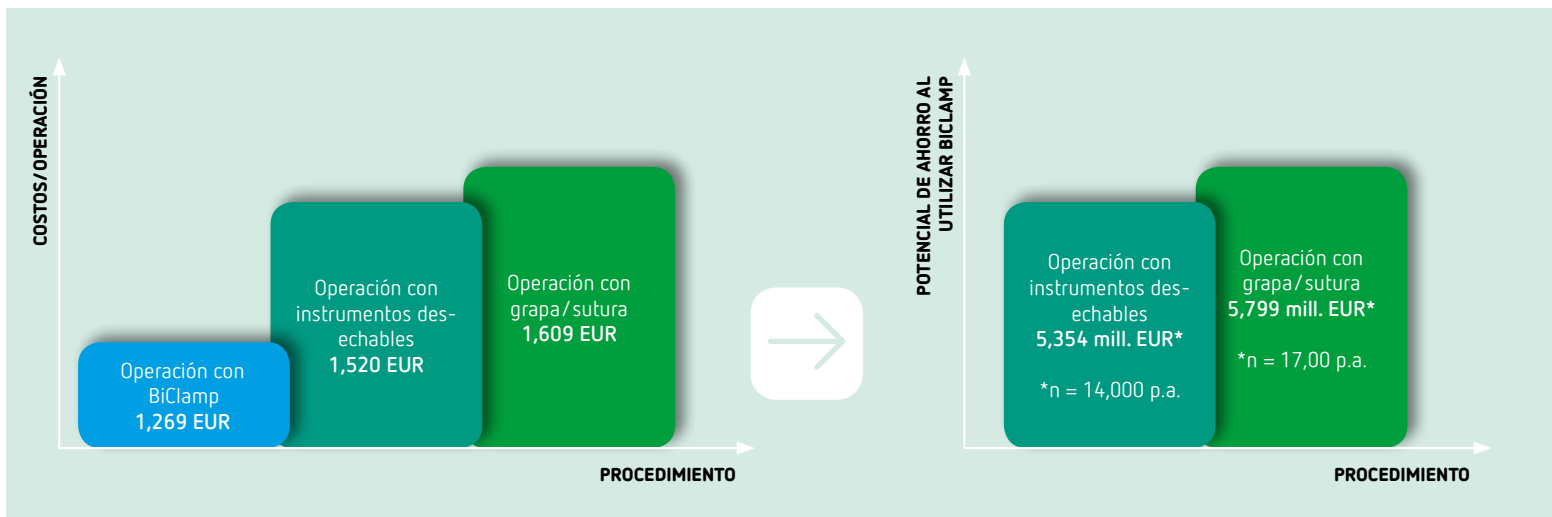 COSTOS/OPERACIÓN
Operación con
BiClamp
1,269 EUR
Operación con
instrumentos des-
echables
1,520 EUR
Operación con
grapa/sutura
1,609 EUR
PROCEDIMIENTO
POTENCIAL DE AHORRO AL
UTILIZAR BICLAMP
Operación con
instrumentos des-
echables
5,354 mill. EUR*
*n = 14,000 p.a.
Operación con
grapa/sutura
5,799 mill. EUR*
*n = 17,00 p.a.
PROCEDIMIENTO